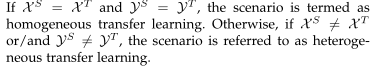 If 𝒳^S = 𝒳^T and 𝒴^S = 𝒴^T, the scenario is termed as
homogeneous transfer learning. Otherwise, if 𝒳^S ≠ 𝒳^T
or/and 𝒴^S ≠ 𝒴^T, the scenario is referred to as heteroge-
neous transfer learning.